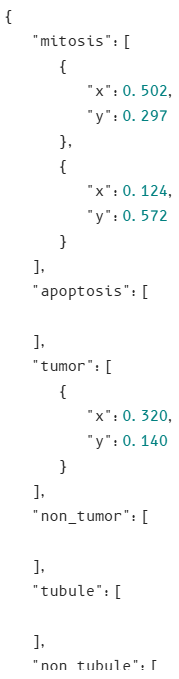 {
"mitosis": [
{
"x": 0.502,
"y": 0.297
},
{
"x": 0.124,
"y": 0.572
}
],
"apoptosis": [
],
"tumor": [
{
"x": 0.320,
"y": 0.140
}
],
"non_tumor": [
],
"tubule": [
],
"non_tubule": [